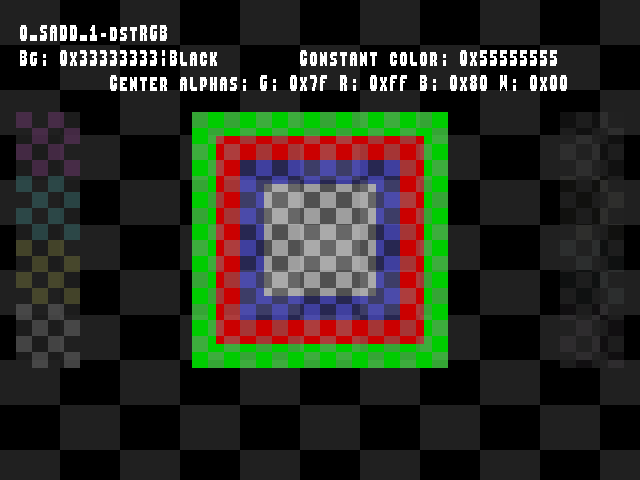 0_SADD_1-dstRGB
Bg: 0x33333333¦Black Constant color: 0x55555555
Center alphas: G: 0x7F R: 0xFF B: 0x80 W: 0x00